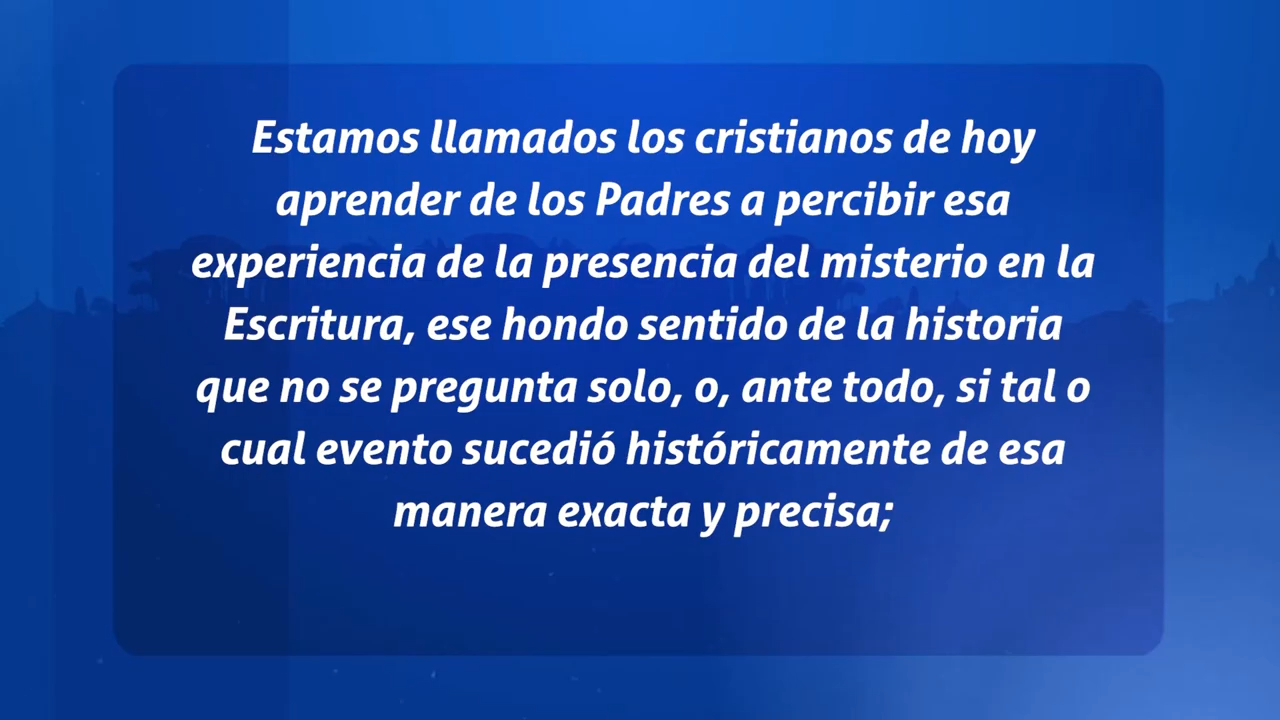 Estamos llamados los cristianos de hoy
aprender de los Padres a percibir esa
experiencia de la presencia del misterio en la
Escritura, ese hondo sentido de la historia
que no se pregunta solo, o, ante todo, si tal o
cual evento sucedió históricamente de esa
manera exacta y precisa;